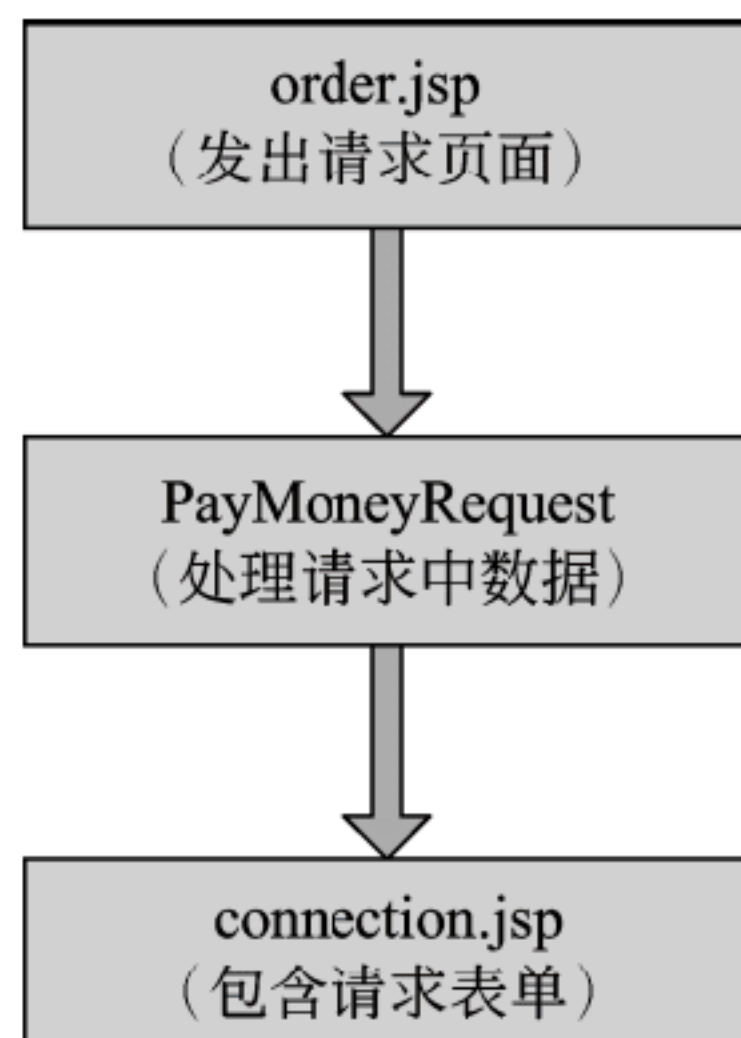 order.jsp
（发出请求页面）
PayMoneyRequest
（处理请求中数据）
connection.jsp
（包含请求表单）